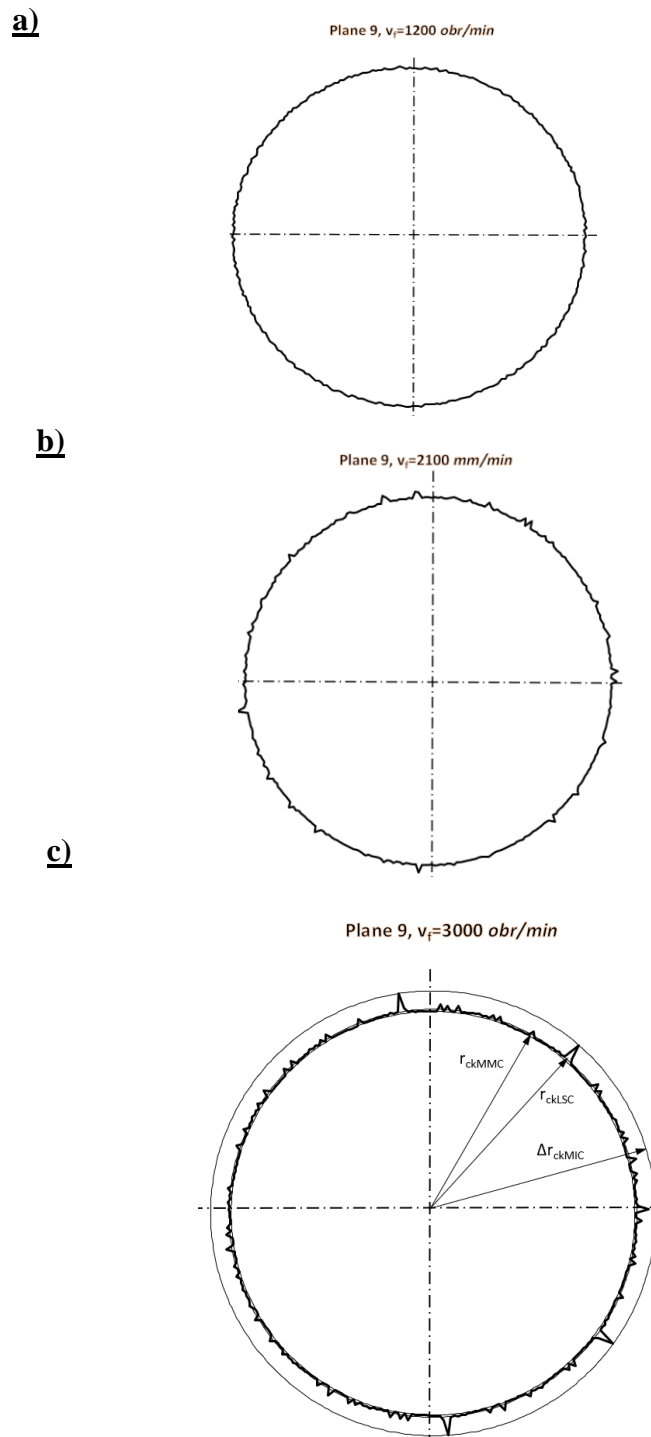 a)
Plane 9, vf=1200 obr/min
b)
Plane 9, vf=2100 mm/min
c)
Plane 9, vf=3000 obr/min
rckMMC
rckLSC
ΔrckMIC